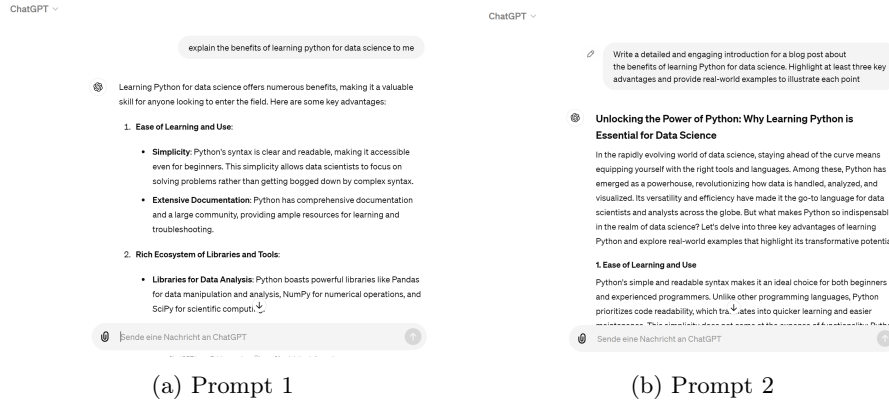 ChatGPT
explain the benefits of learning python for data science to me
Learning Python for data science offers numerous benefits, making it a valuable
skill for anyone looking to enter the field. Here are some key advantages:
1. Ease of Learning and Use:
• Simplicity: Python's syntax is clear and readable, making it accessible
even for beginners. This simplicity allows data scientists to focus on
solving problems rather than getting bogged down by complex syntax.
• Extensive Documentation: Python has comprehensive documentation
and a large community, providing ample resources for learning and
troubleshooting.
2. Rich Ecosystem of Libraries and Tools:
• Libraries for Data Analysis: Python boasts powerful libraries like Pandas
for data manipulation and analysis, NumPy for numerical operations, and
SciPy for scientific computi
Sende eine Nachricht an ChatGPT
(a) Prompt 1
ChatGPT
Write a detailed and engaging introduction for a blog post about
the benefits of learning Python for data science. Highlight at least three key
advantages and provide real-world examples to illustrate each point
Unlocking the Power of Python: Why Learning Python is
Essential for Data Science
In the rapidly evolving world of data science, staying ahead of the curve means
equipping yourself with the right tools and languages. Among these, Python has
emerged as a powerhouse, revolutionizing how data is handled, analyzed, and
visualized. Its versatility and efficiency have made it the go-to language for data
scientists and analysts across the globe. But what makes Python so indispensabl
in the realm of data science? Let's delve into three key advantages of learning
Python and explore real-world examples that highlight its transformative potentia
1. Ease of Learning and Use
Python's simple and readable syntax makes it an ideal choice for both beginners
and experienced programmers. Unlike other programming languages, Python
prioritizes code readability, which tra ates into quicker learning and easier
Sende eine Nachricht an ChatGPT
(b) Prompt 2